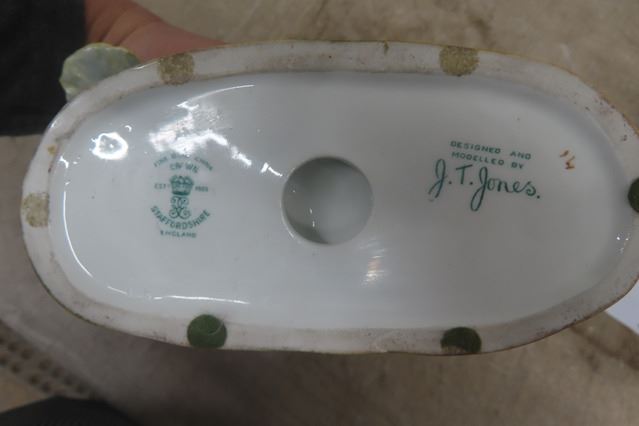 FINE BONE CHINA
CROWN
EST 1801
STAFFORDSHIRE
ENGLAND
DESIGNED AND
MODELLED BY
J. T. Jones.